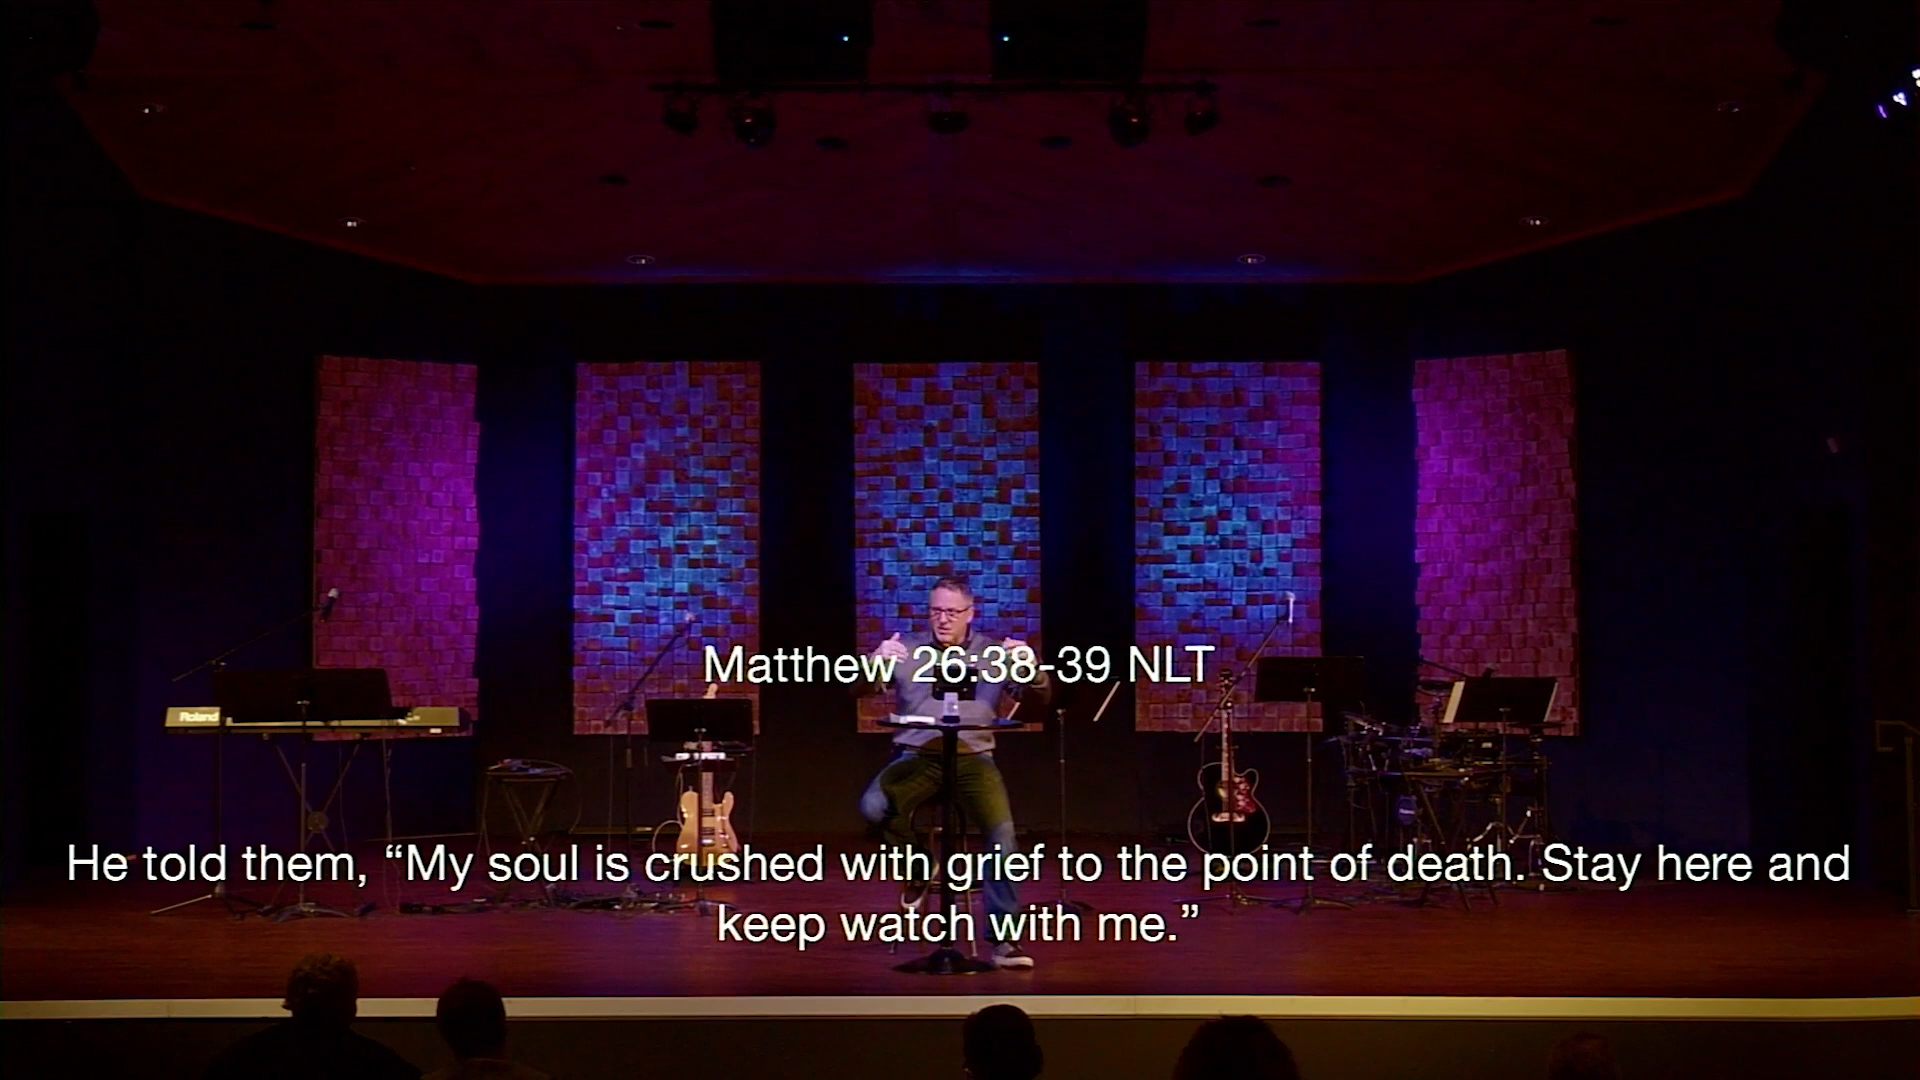 Matthew 26:38-39 NLT
Roland
He told them, “My soul is crushed with grief to the point of death. Stay here and
keep watch with me.”